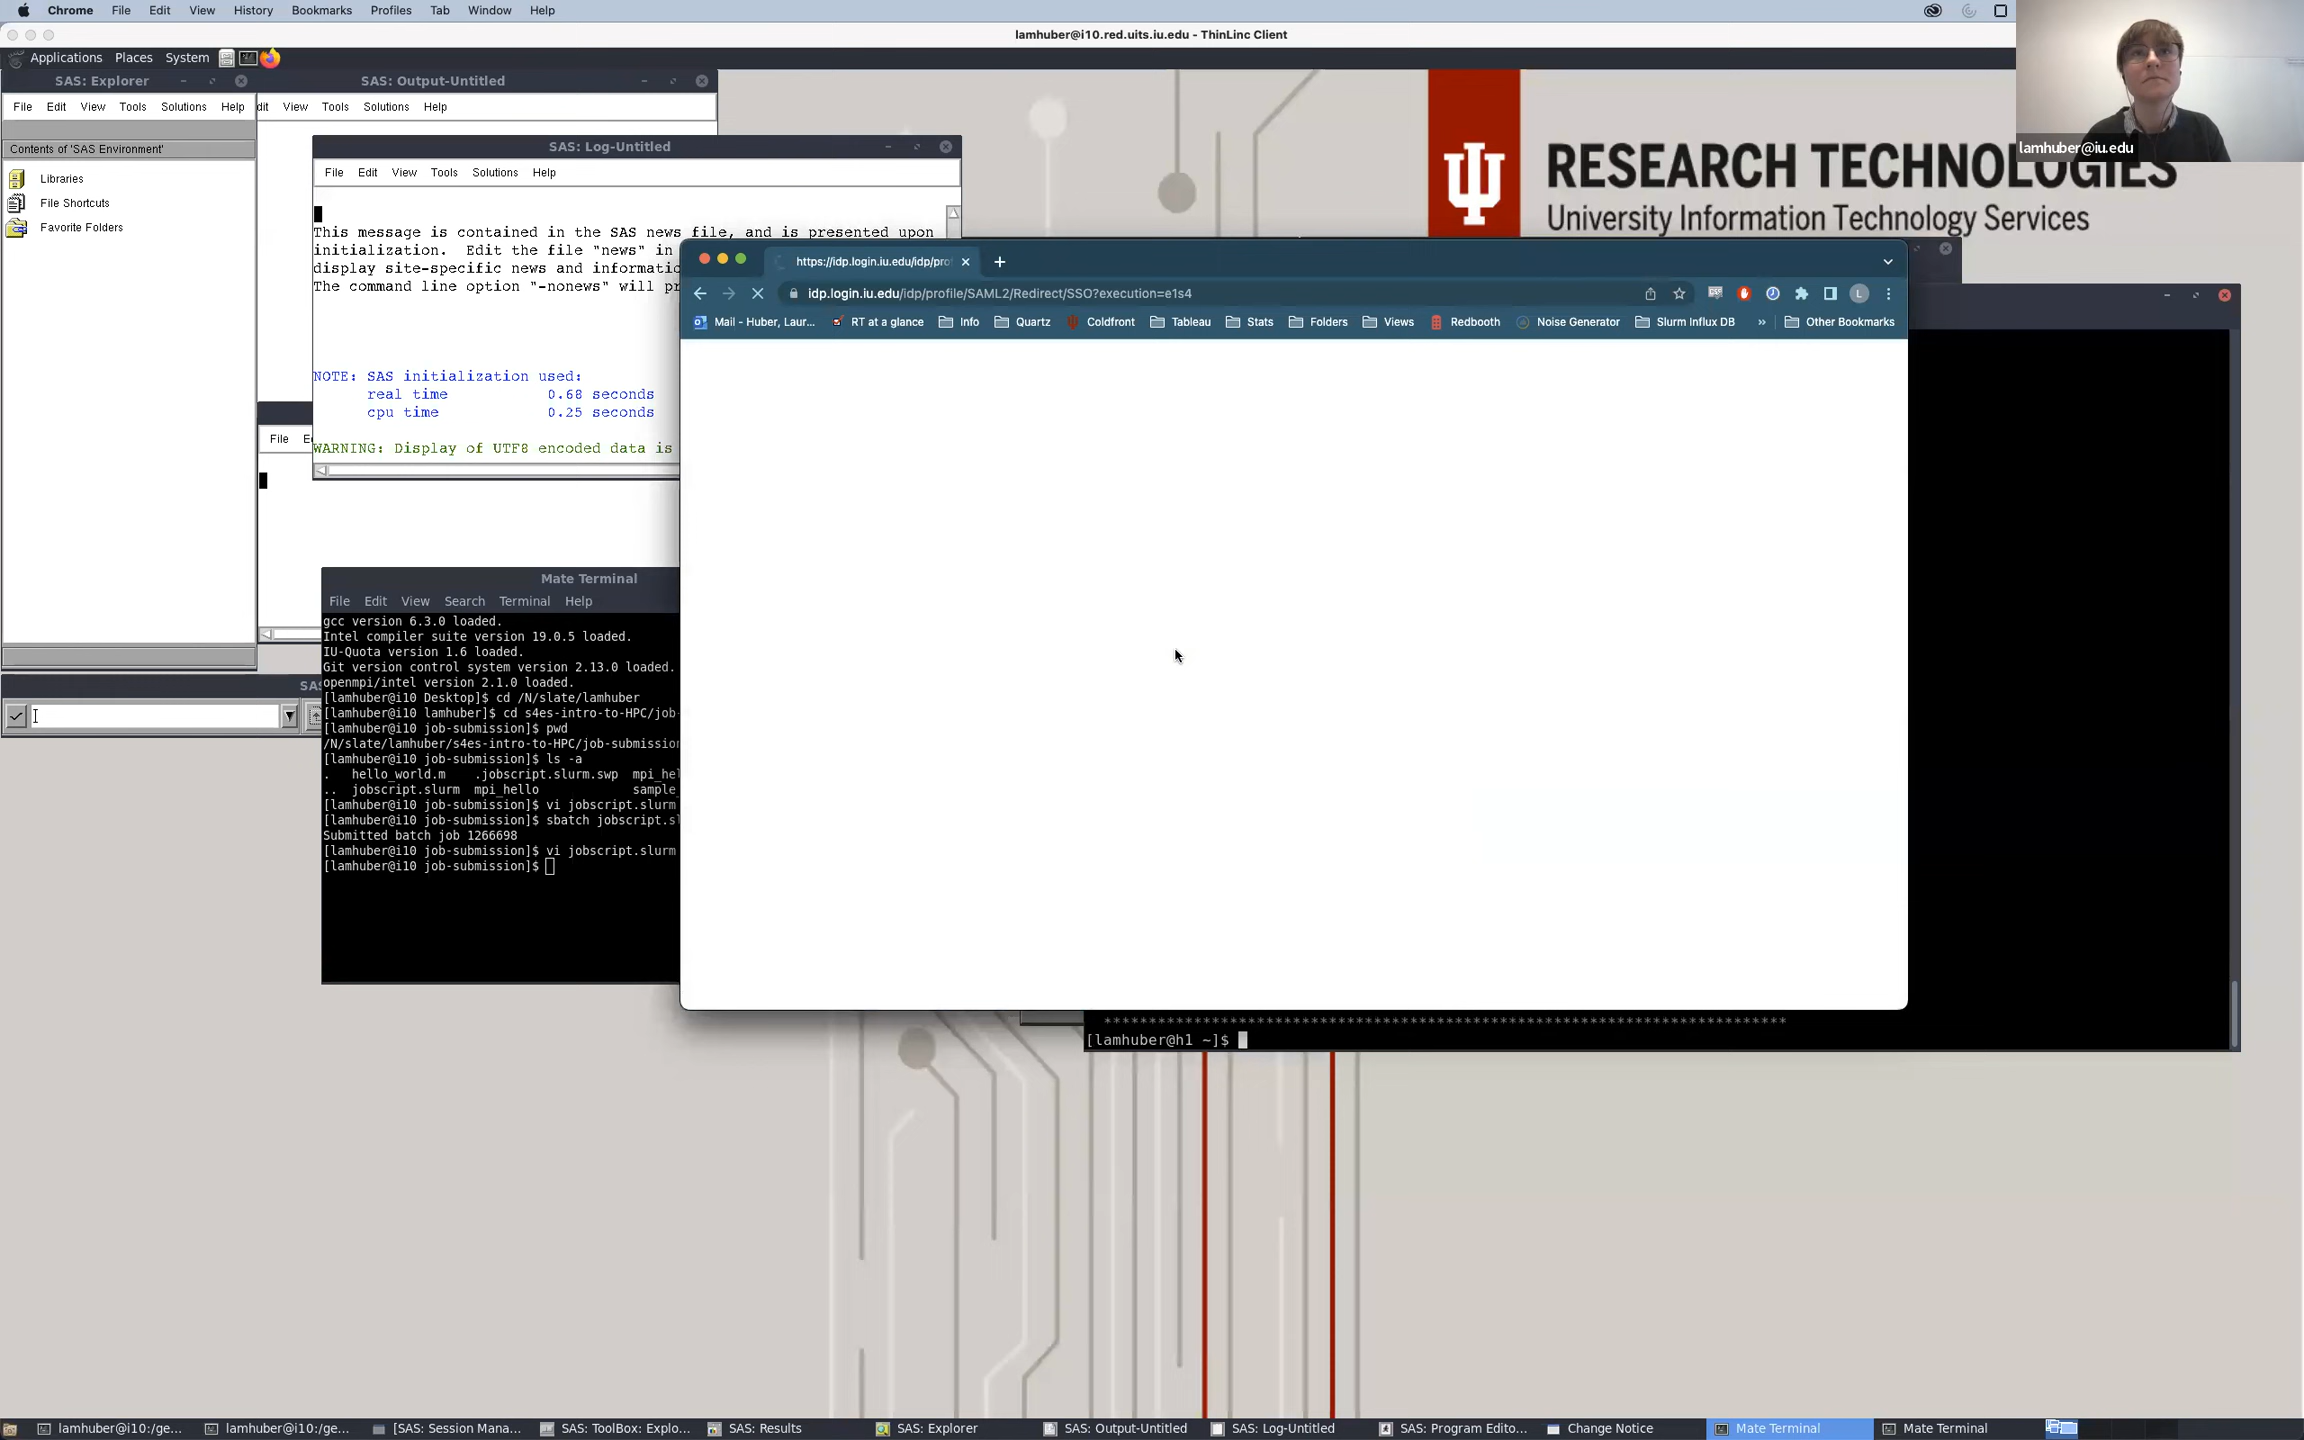 Chrome File Edit View History Bookmarks Profiles Tab Window Help
lamhuber@i10.red.uits.iu.edu - ThinLinc Client
Applications Places System
lamhuber@iu.edu
SAS: Explorer
File Edit View Tools Solutions Help
Contents of 'SAS Environment'
Libraries
File Shortcuts
Favorite Folders
SAS: Output-Untitled
dit View Tools Solutions Help
SAS: Log-Untitled
File Edit View Tools Solutions Help
This message is contained in the SAS news file, and is presented upon
initialization. Edit the file "news" in
display site-specific news and informatio
The command line option "-nonews" will pr
NOTE: SAS initialization used:
real time 0.68 seconds
cpu time 0.25 seconds
WARNING: Display of UTF8 encoded data is
File E
RESEARCH TECHNOLOGIES
University Information Technology Services
https://idp.login.iu.edu/idp/pro
idp.login.iu.edu/idp/profile/SAML2/Redirect/SSO?execution=e1s4
L
Mail - Huber, Laur... RT at a glance Info Quartz Coldfront Tableau Stats Folders Views Redbooth Noise Generator Slurm Influx DB » Other Bookmarks
Mate Terminal
File Edit View Search Terminal Help
gcc version 6.3.0 loaded.
Intel compiler suite version 19.0.5 loaded.
IU-Quota version 1.6 loaded.
Git version control system version 2.13.0 loaded.
openmpi/intel version 2.1.0 loaded.
[lamhuber@i10 Desktop]$ cd /N/slate/lamhuber
[lamhuber@i10 lamhuber]$ cd s4es-intro-to-HPC/job-
[lamhuber@i10 job-submission]$ pwd
/N/slate/lamhuber/s4es-intro-to-HPC/job-submission
[lamhuber@i10 job-submission]$ ls -a
. hello_world.m .jobscript.slurm.swp mpi_hel
.. jobscript.slurm mpi_hello sample_
[lamhuber@i10 job-submission]$ vi jobscript.slurm
[lamhuber@i10 job-submission]$ sbatch jobscript.sl
Submitted batch job 1266698
[lamhuber@i10 job-submission]$ vi jobscript.slurm
[lamhuber@i10 job-submission]$
SAS
*****************************************************************************
[lamhuber@h1 ~]$
lamhuber@i10:/ge... lamhuber@i10:/ge... [SAS: Session Mana... SAS: ToolBox: Explo... SAS: Results SAS: Explorer SAS: Output-Untitled SAS: Log-Untitled SAS: Program Edito... Change Notice Mate Terminal Mate Terminal